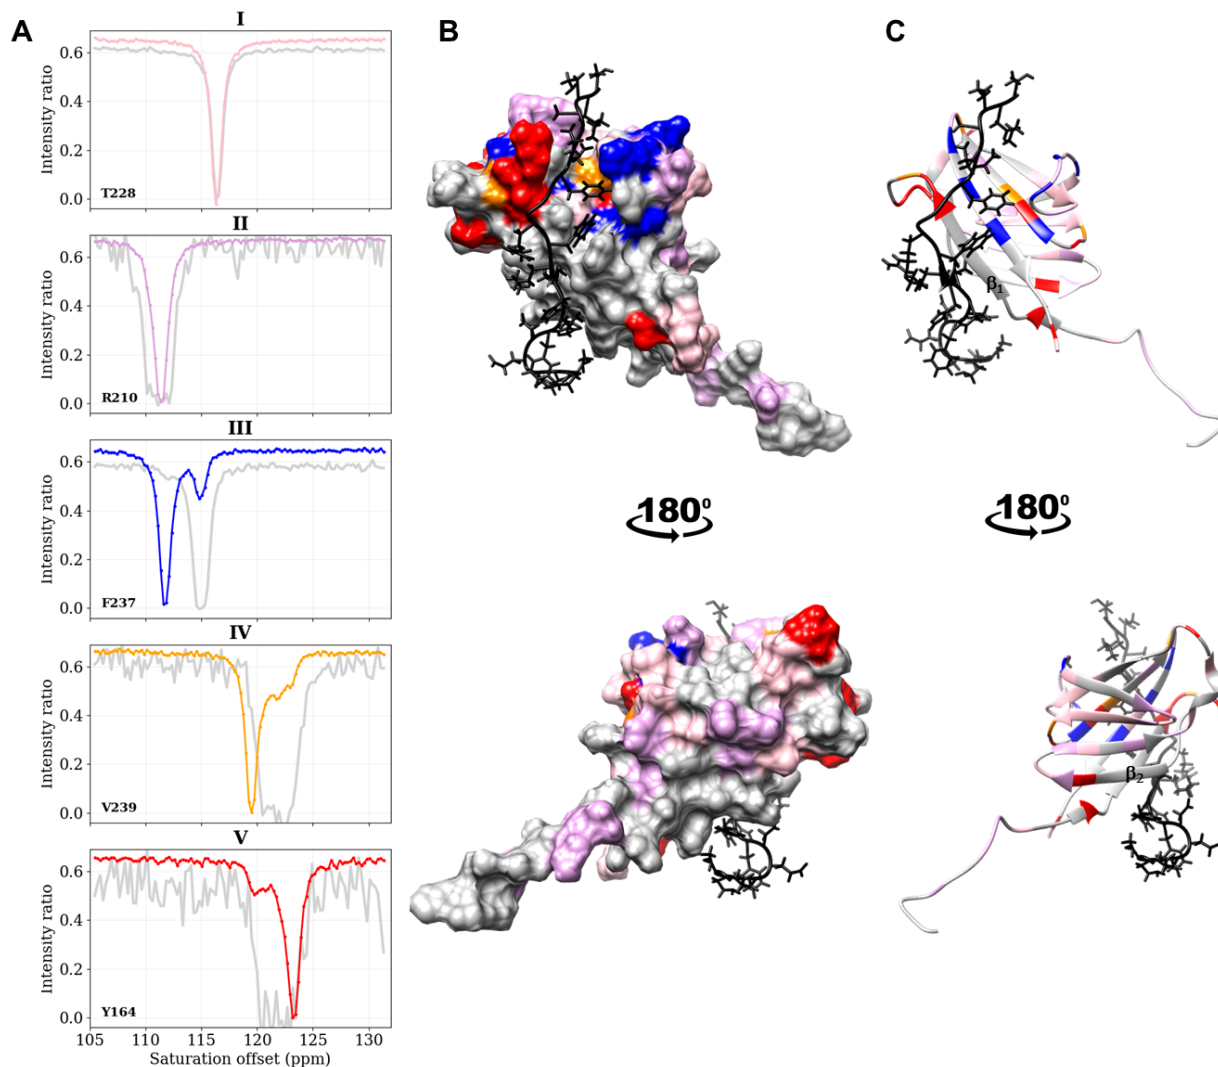 A
B
C
I
Intensity ratio
0.6
0.4
0.2
0.0
T228
II
Intensity ratio
0.6
0.4
0.2
0.0
R210
III
Intensity ratio
0.6
0.4
0.2
0.0
F237
IV
Intensity ratio
0.6
0.4
0.2
0.0
V239
V
Intensity ratio
0.6
0.4
0.2
0.0
Y164
105 110 115 120 125 130
Saturation offset (ppm)
β₁
180⁰
180⁰
β₂